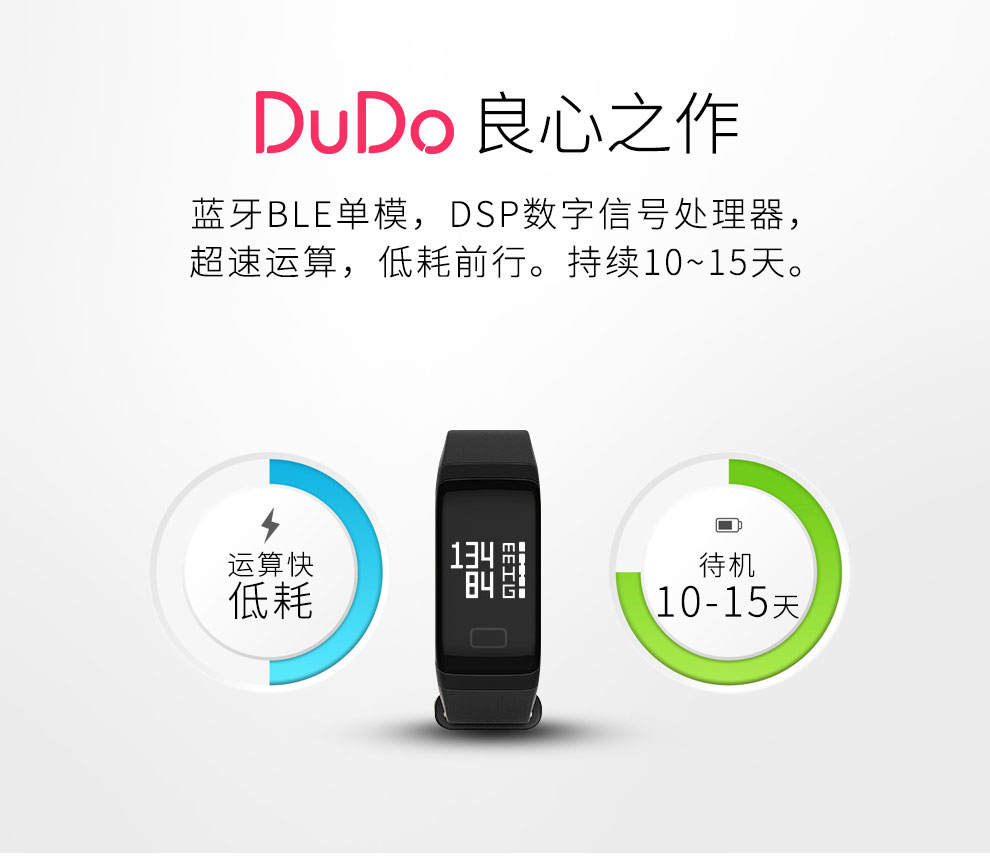 DuDo 良心之作
蓝牙BLE单模，DSP数字信号处理器，
超速运算，低耗前行。持续10~15天。
运算快
低耗
134
84
待机
10-15天